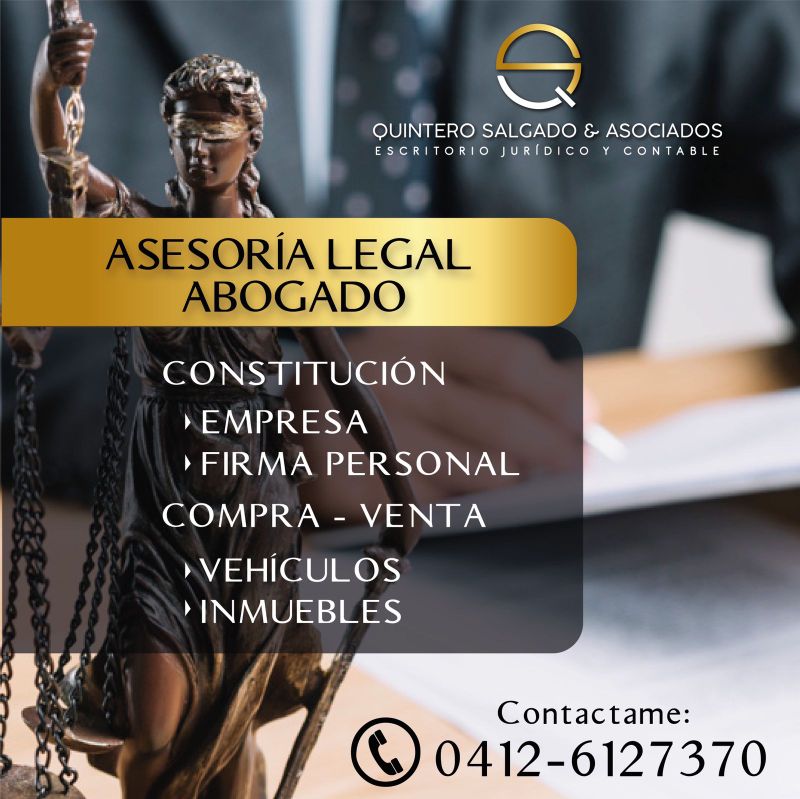 QUINTERO SALGADO & ASOCIADOS
ESCRITORIO JURÍDICO Y CONTABLE
ASESORÍA LEGAL
ABOGADO
CONSTITUCIÓN
EMPRESA
FIRMA PERSONAL
COMPRA - VENTA
VEHÍCULOS
INMUEBLES
Contactame:
0412-6127370